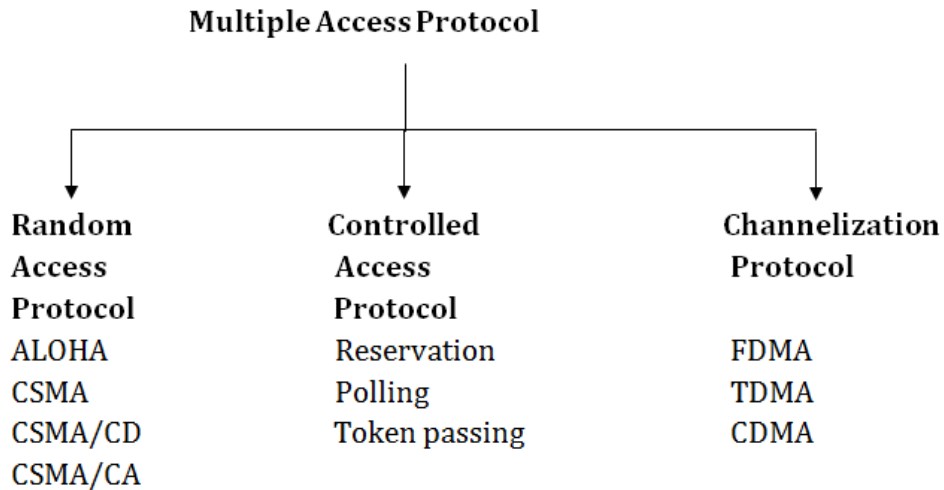 Multiple Access Protocol
Random
Access
Protocol
ALOHA
CSMA
CSMA/CD
CSMA/CA
Controlled
Access
Protocol
Reservation
Polling
Token passing
Channelization
Protocol
FDMA
TDMA
CDMA